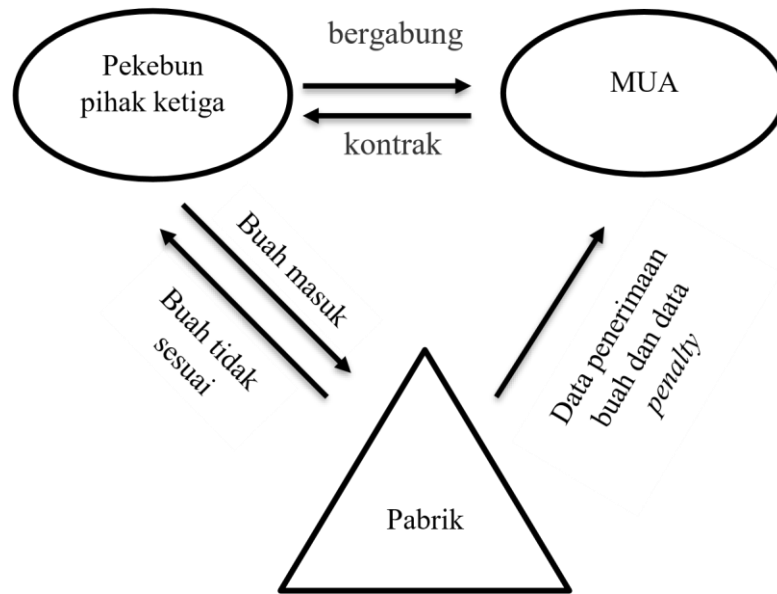 bergabung
Pekebun
pihak ketiga
MUA
kontrak
Buah masuk
Buah tidak
sesuai
Data penerimaan
buah dan data
penalty
Pabrik